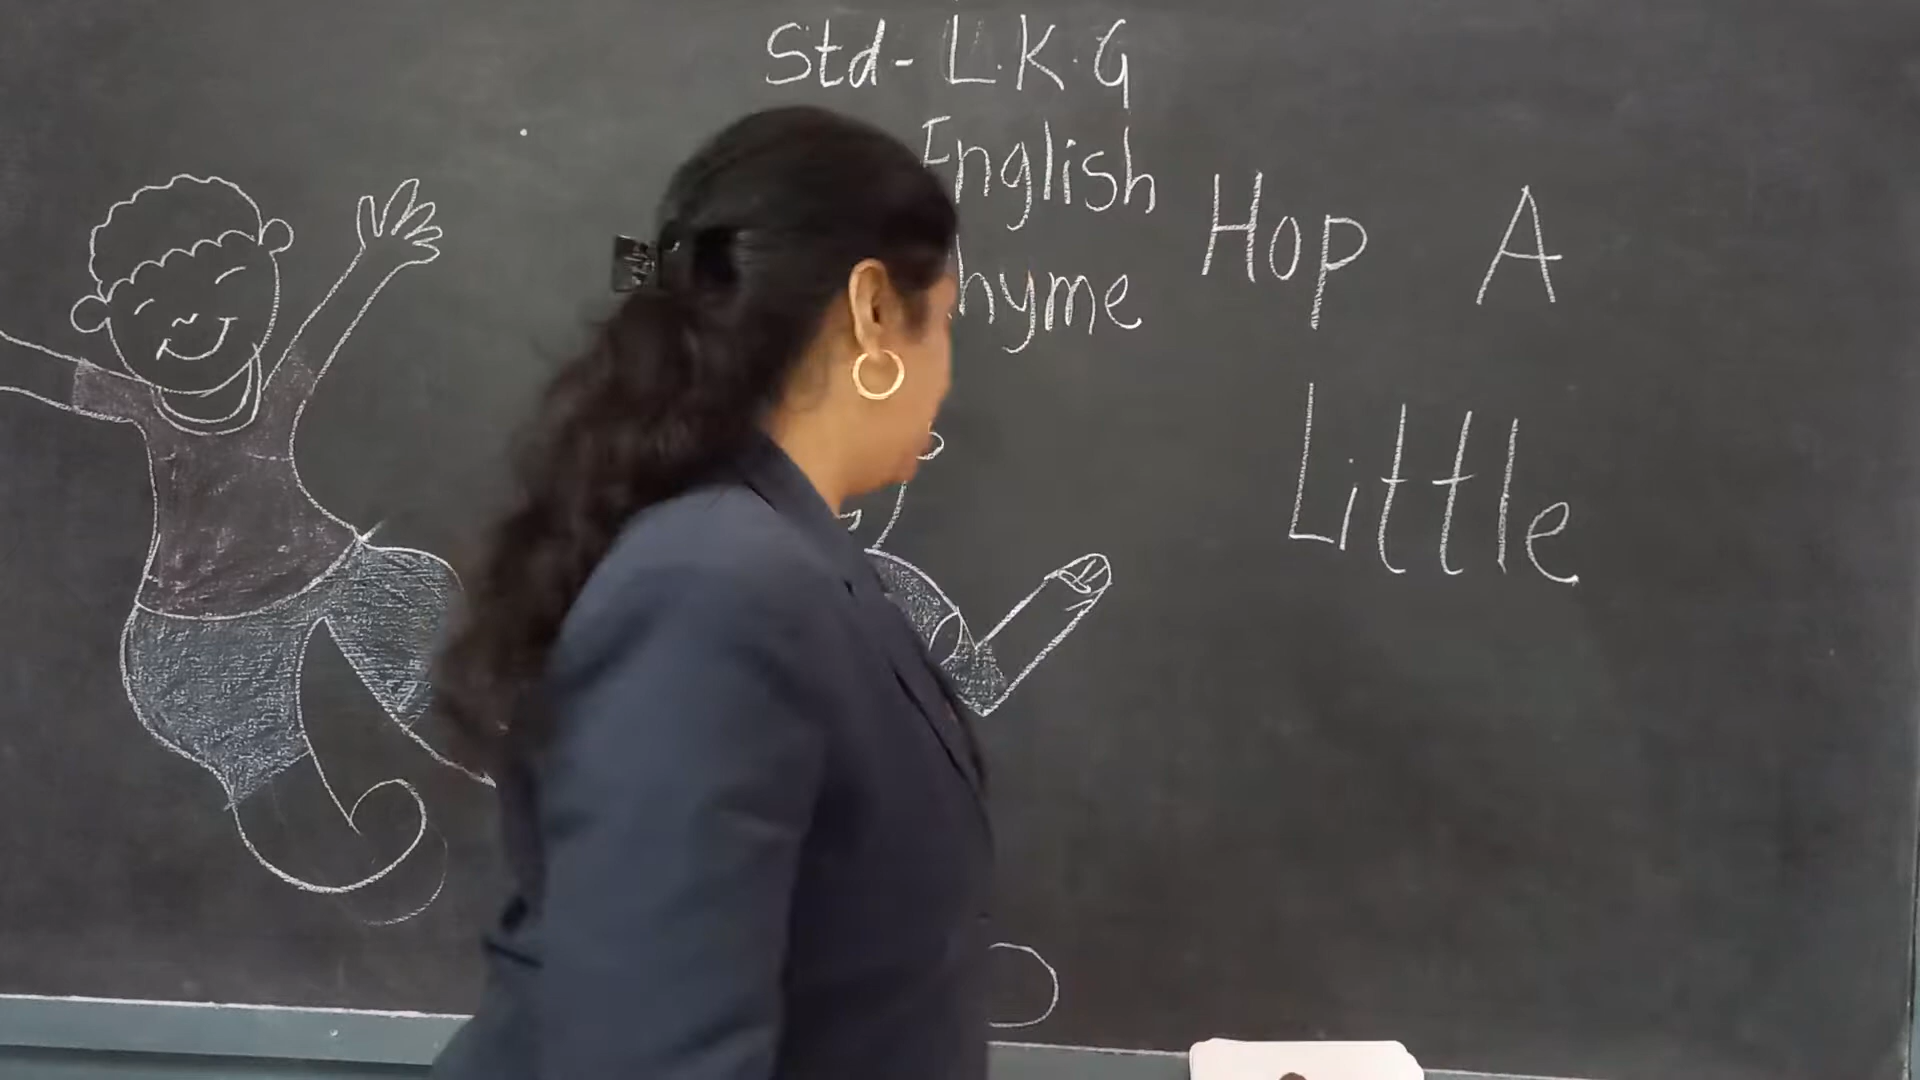 Std- L.K.G
English
hyme
Hop A
Little